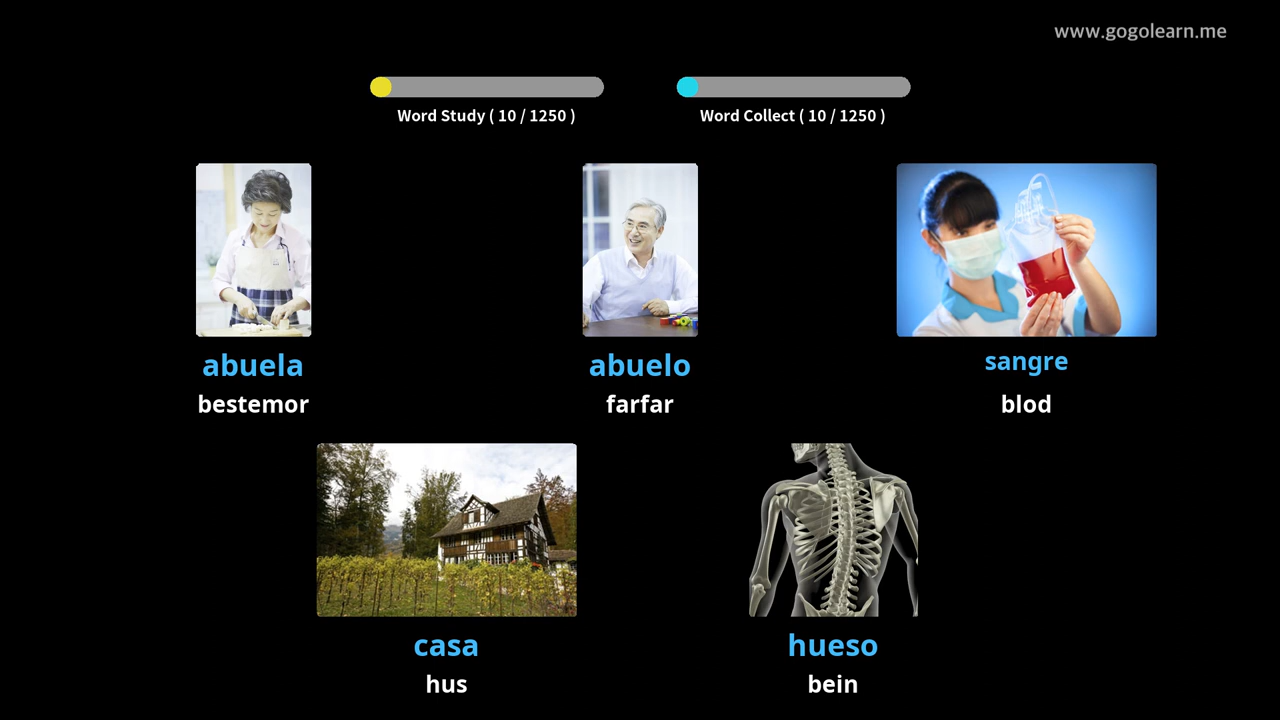 www.gogolearn.me
Word Study ( 10 / 1250 )
Word Collect ( 10 / 1250 )
abuela
bestemor
abuelo
farfar
sangre
blod
casa
hus
hueso
bein